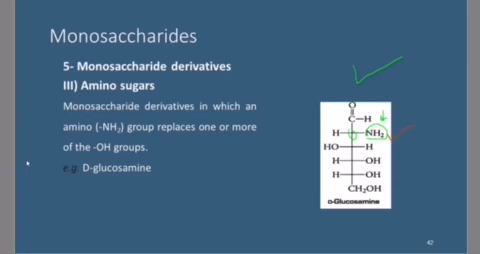 Monosaccharides
5- Monosaccharide derivatives
III) Amino sugars
Monosaccharide derivatives in which an
amino (-NH₂) group replaces one or more
of the -OH groups.
e.g. D-glucosamine
O
C—H
H—NH₂
HO—H
H—OH
H—OH
CH₂OH
D-Glucosamine
42